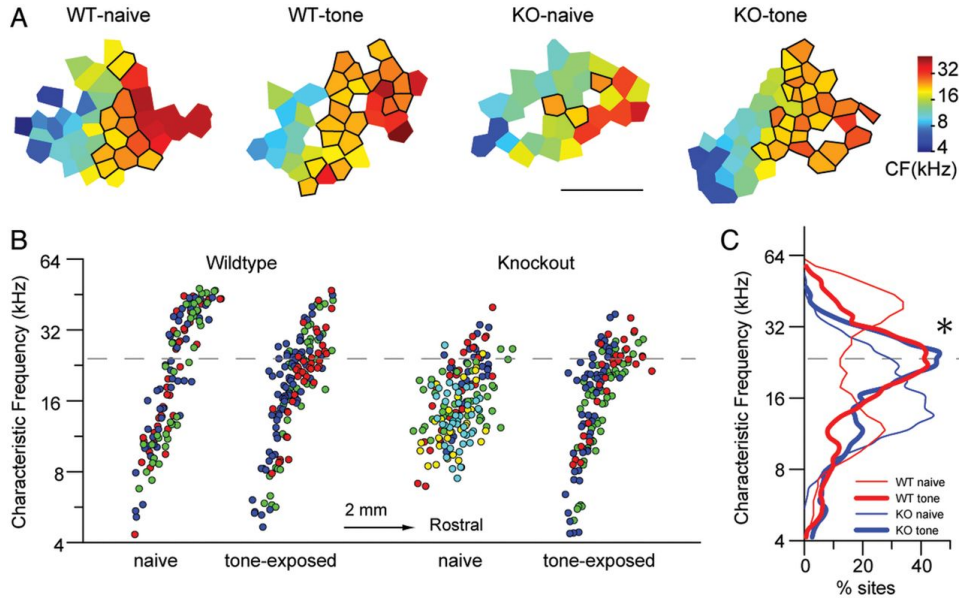 A
WT-naive
WT-tone
KO-naive
KO-tone
32
16
8
4
CF(kHz)
B
Wildtype
Knockout
Characteristic Frequency (kHz)
64
32
16
8
4
2 mm
Rostral
naive
tone-exposed
naive
tone-exposed
C
Characteristic Frequency (kHz)
64
32
16
8
4
*
WT naive
WT tone
KO naive
KO tone
0
20
40
% sites